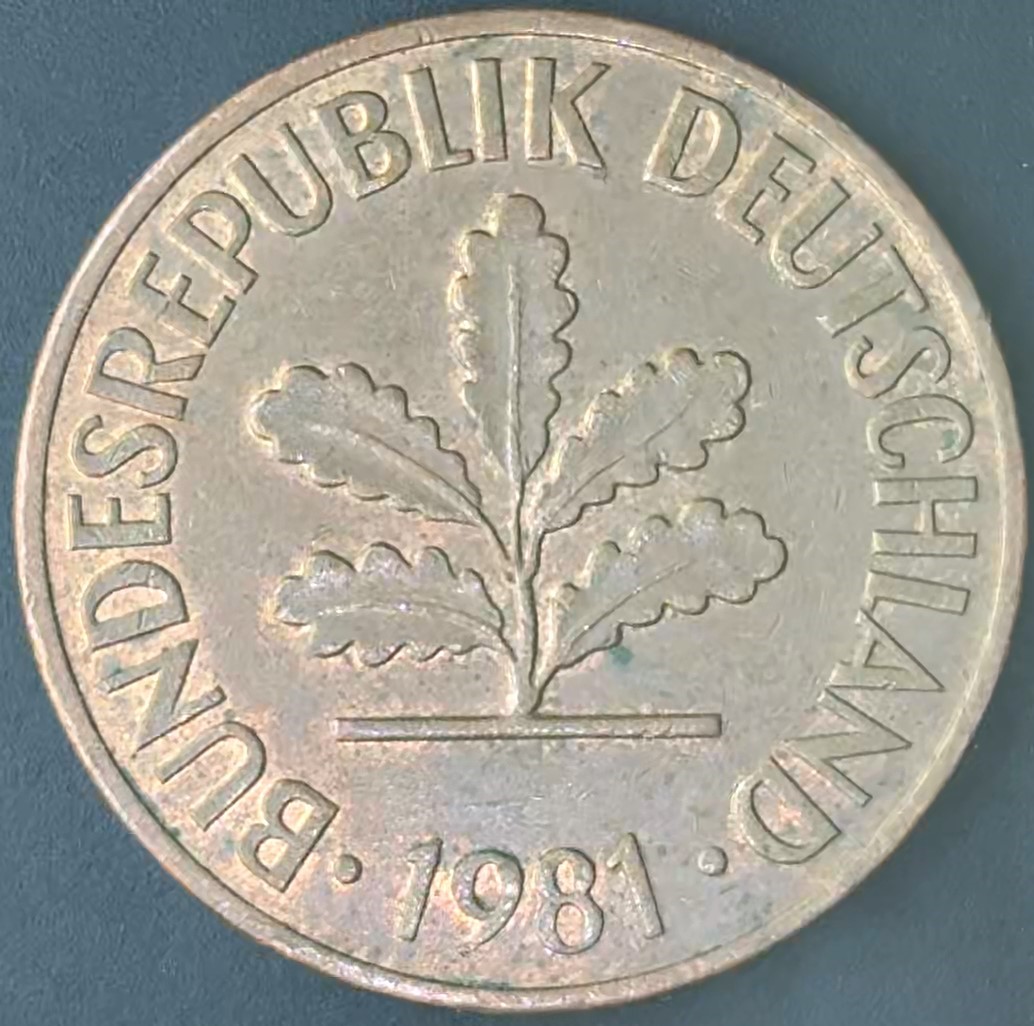 BUNDESREPUBLIK DEUTSCHLAND
· 1981 ·